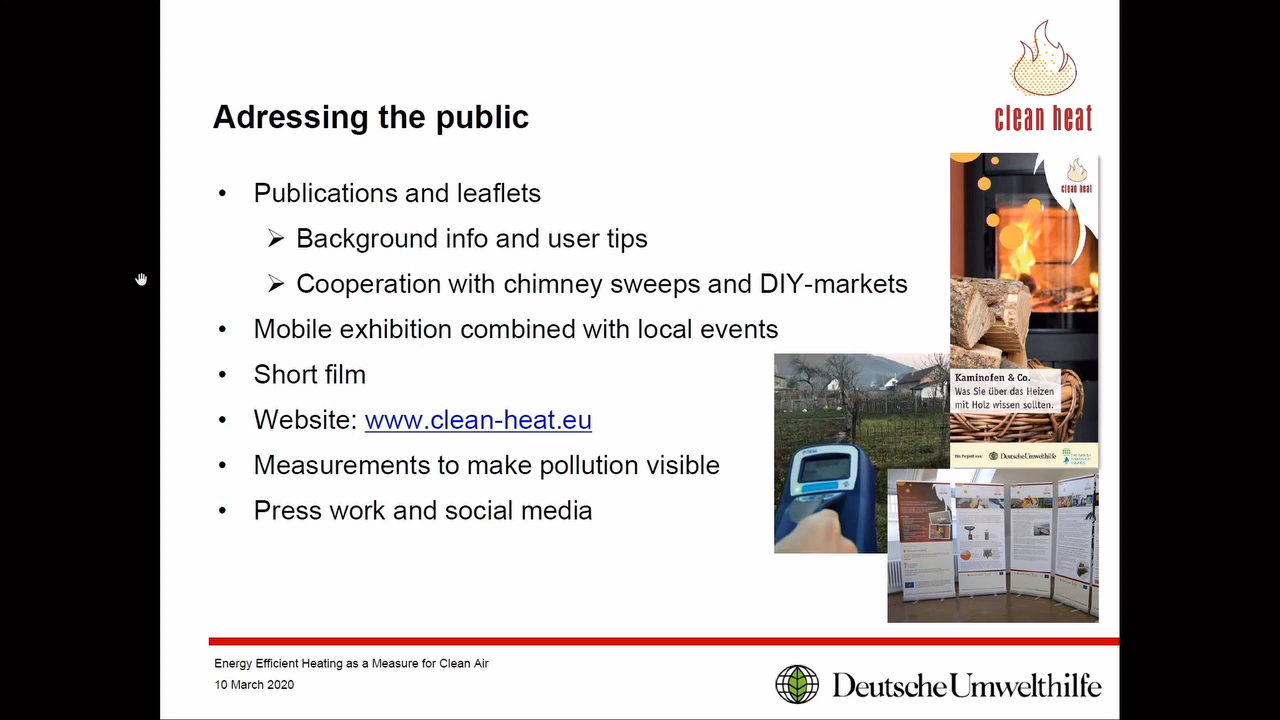 clean heat
Adressing the public
• Publications and leaflets
➢ Background info and user tips
➢ Cooperation with chimney sweeps and DIY-markets
• Mobile exhibition combined with local events
• Short film
• Website: www.clean-heat.eu
• Measurements to make pollution visible
• Press work and social media
clean heat
Kaminofen & Co.
Was Sie über das Heizen
mit Holz wissen sollten.
Ein Projekt von:
Deutsche Umwelthilfe
Energy Efficient Heating as a Measure for Clean Air
10 March 2020
Deutsche Umwelthilfe